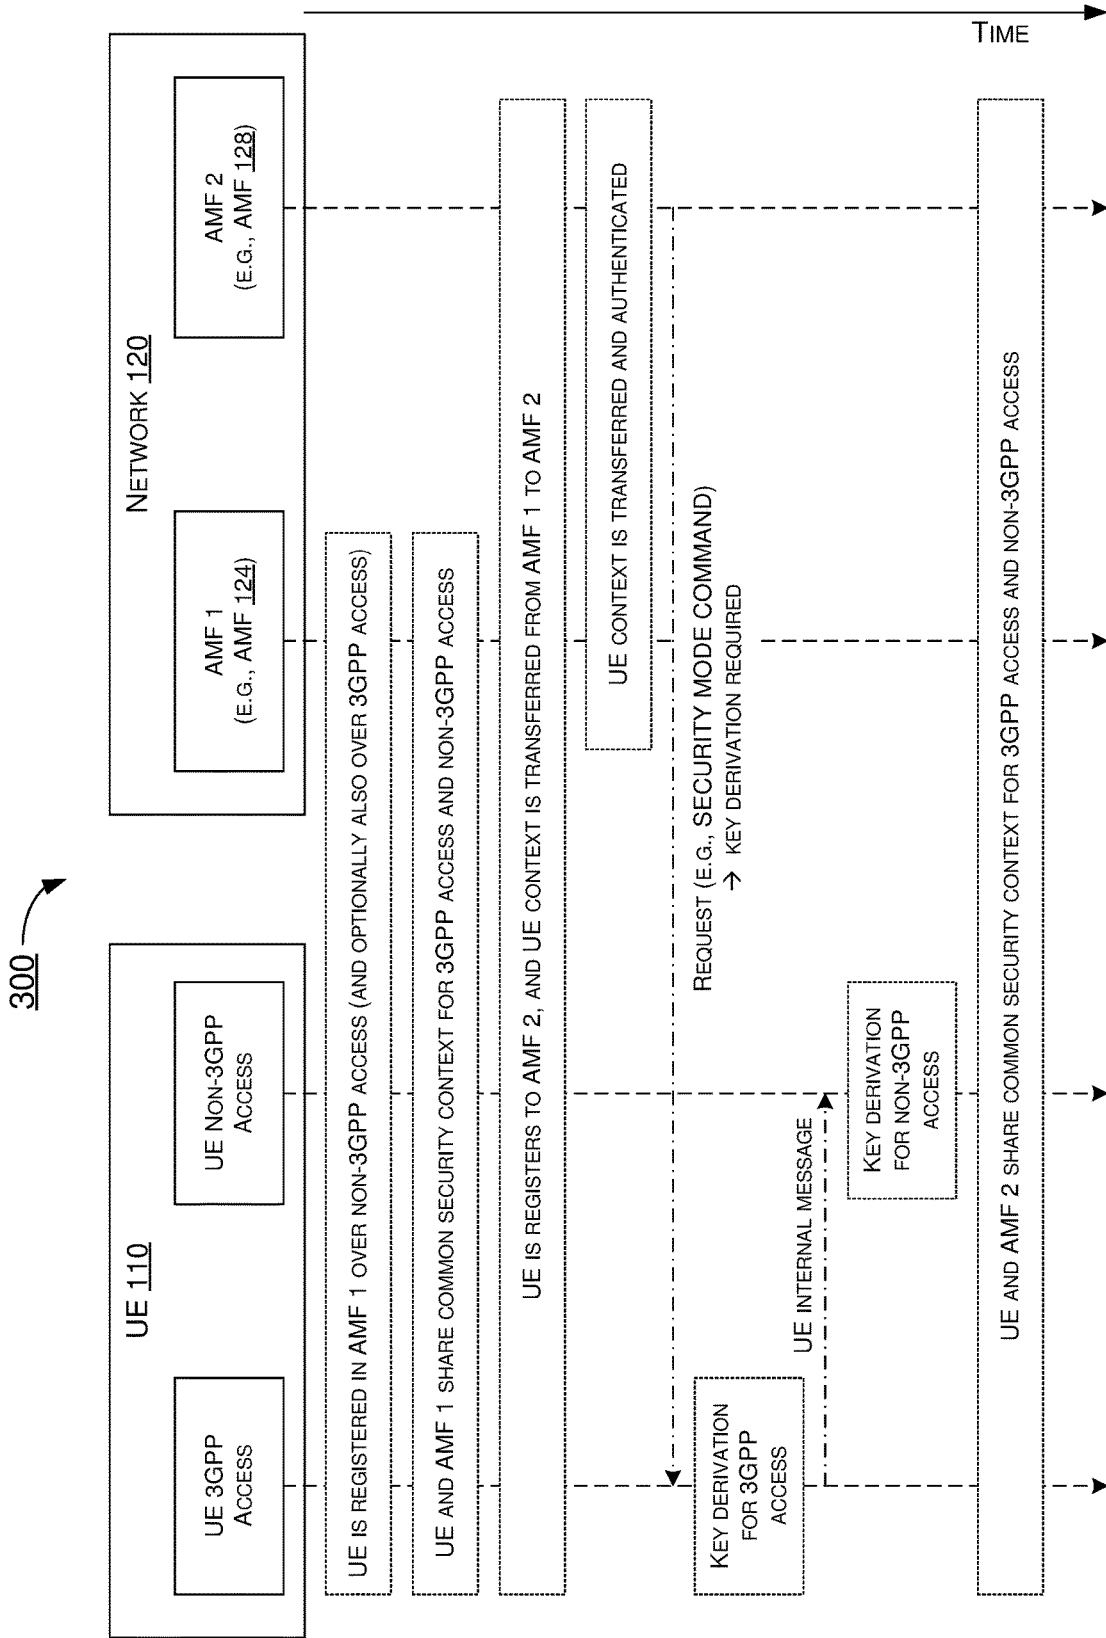 300
UE 110
UE 3GPP
ACCESS
UE NON-3GPP
ACCESS
NETWORK 120
AMF 1
(E.G., AMF 124)
AMF 2
(E.G., AMF 128)
TIME
UE IS REGISTERED IN AMF 1 OVER NON-3GPP ACCESS (AND OPTIONALLY ALSO OVER 3GPP ACCESS)
UE AND AMF 1 SHARE COMMON SECURITY CONTEXT FOR 3GPP ACCESS AND NON-3GPP ACCESS
UE IS REGISTERS TO AMF 2, AND UE CONTEXT IS TRANSFERRED FROM AMF 1 TO AMF 2
UE CONTEXT IS TRANSFERRED AND AUTHENTICATED
REQUEST (E.G., SECURITY MODE COMMAND)
→ KEY DERIVATION REQUIRED
KEY DERIVATION
FOR 3GPP
ACCESS
UE INTERNAL MESSAGE
KEY DERIVATION
FOR NON-3GPP
ACCESS
UE AND AMF 2 SHARE COMMON SECURITY CONTEXT FOR 3GPP ACCESS AND NON-3GPP ACCESS